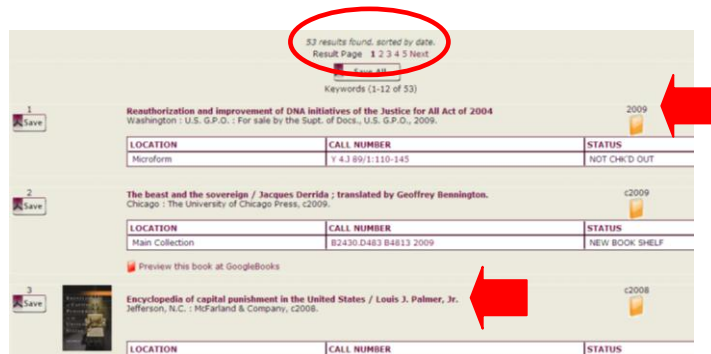 53 results found. sorted by date.
Result Page 1 2 3 4 5 Next
Save All
Keywords (1-12 of 53)
1
Save
Reauthorization and improvement of DNA initiatives of the Justice for All Act of 2004
2009
Washington : U.S. G.P.O. : For sale by the Supt. of Docs., U.S. G.P.O., 2009.
LOCATION CALL NUMBER STATUS
Microform Y 4.J 89/1:110-145 NOT CHK'D OUT
2
Save
The beast and the sovereign / Jacques Derrida ; translated by Geoffrey Bennington.
c2009
Chicago : The University of Chicago Press, c2009.
LOCATION CALL NUMBER STATUS
Main Collection B2430.D483 B4813 2009 NEW BOOK SHELF
Preview this book at GoogleBooks
3
Save
Encyclopedia of capital punishment in the United States / Louis J. Palmer, Jr.
c2008
Jefferson, N.C. : McFarland & Company, c2008.
LOCATION CALL NUMBER STATUS